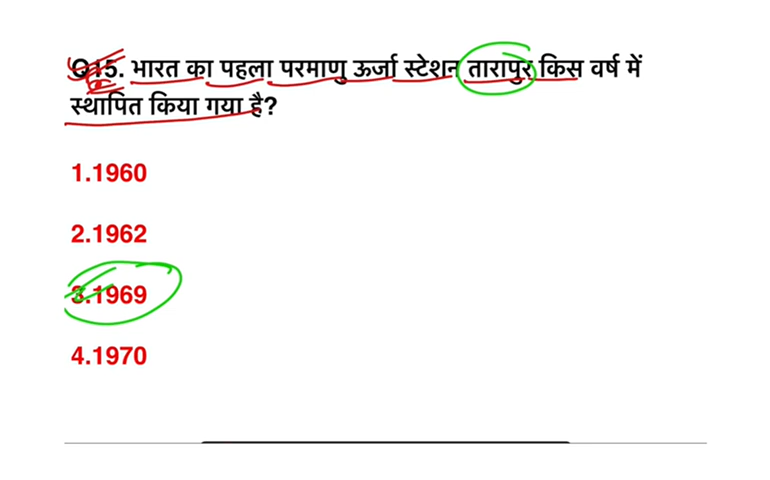 Q15. भारत का पहला परमाणु ऊर्जा स्टेशन तारापुर किस वर्ष में
स्थापित किया गया है?
1.1960
2.1962
3.1969
4.1970